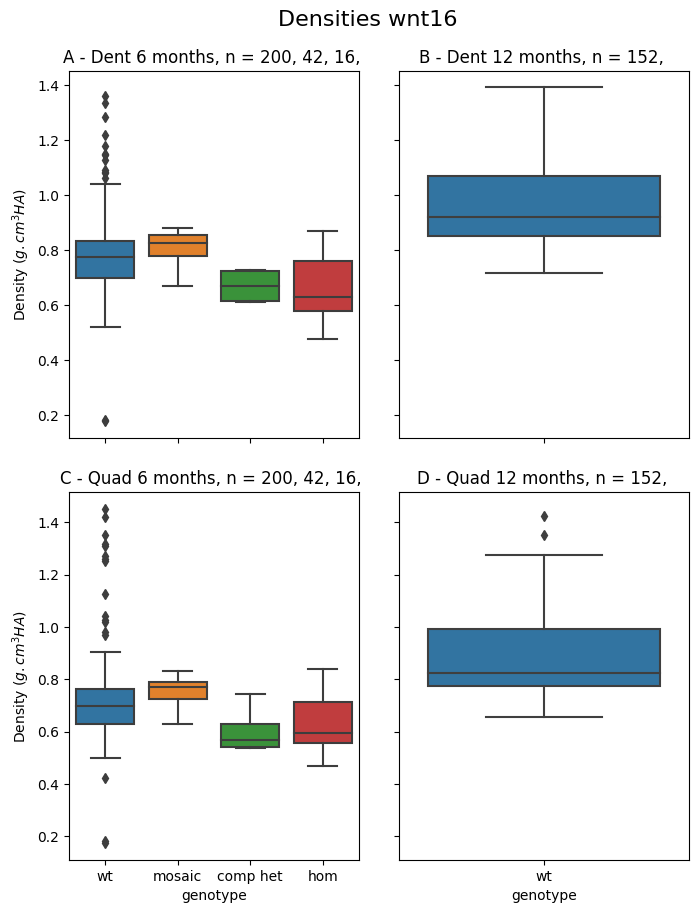 Densities wnt16
A - Dent 6 months, n = 200, 42, 16,
B - Dent 12 months, n = 152,
1.4
1.2
1.0
0.8
0.6
0.4
0.2
Density (g.cm³HA)
C - Quad 6 months, n = 200, 42, 16,
D - Quad 12 months, n = 152,
1.4
1.2
1.0
0.8
0.6
0.4
0.2
Density (g.cm³HA)
wt mosaic comp het hom
genotype
wt
genotype